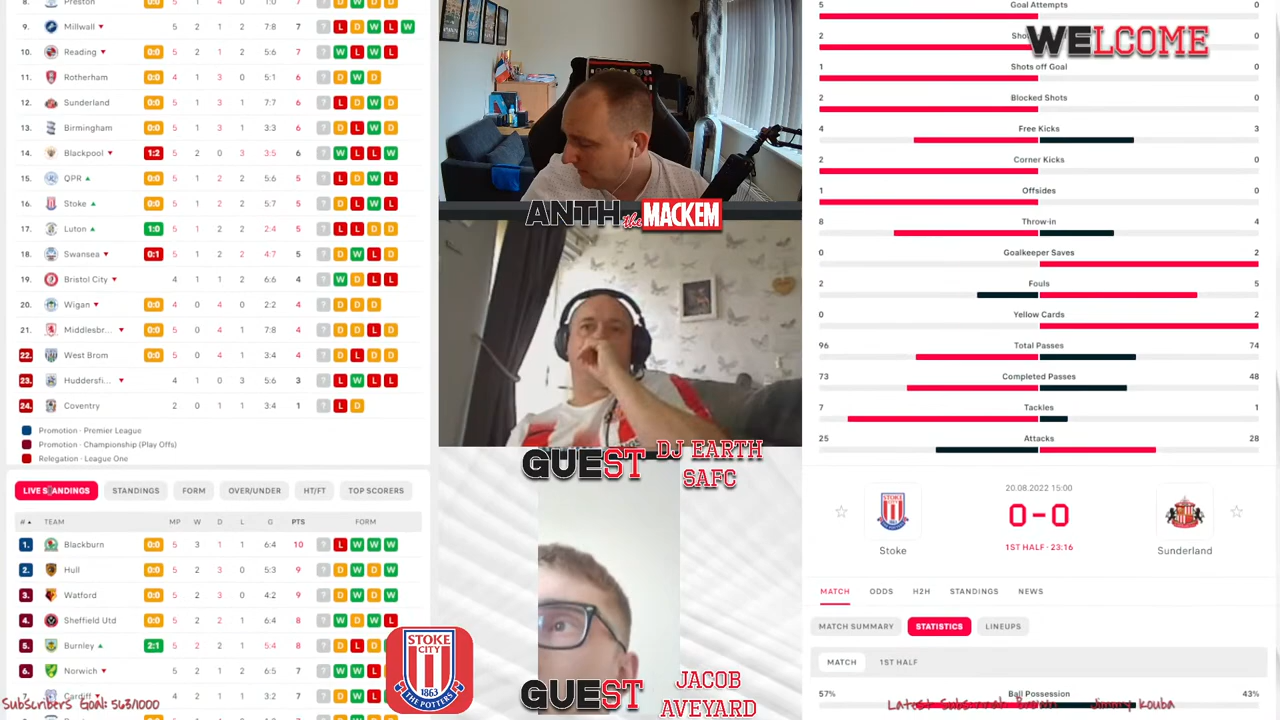 8. Preston 5 1 4 0 1:0 7
9. Millwall 5 2 1 2 7:8 7 ? L D W L W
10. Reading 0:0 5 2 1 2 5:6 7 ? W L W L
11. Rotherham 0:0 4 1 3 0 5:1 6 ? D W D
12. Sunderland 0:0 5 1 3 1 7:7 6 ? L D W D
13. Birmingham 0:0 5 1 3 1 3:3 6 ? D L W D
14. Blackpool 1:2 5 2 0 3 3:5 6 ? W L L W
15. QPR 0:0 5 1 2 2 5:6 5 ? L D W L
16. Stoke 0:0 5 1 2 2 5:7 5 ? D L W L
17. Luton 1:0 5 1 2 2 2:4 5 ? L L D D
18. Swansea 0:1 5 1 2 2 4:7 5 ? D W L D
19. Bristol City 4 1 1 2 6:6 4 ? W D L L
20. Wigan 0:0 4 0 4 0 2:2 4 ? D D D
21. Middlesbr... 0:0 5 0 4 1 7:8 4 ? D D L D
22. West Brom 0:0 5 0 4 1 3:4 4 ? D L D D
23. Huddersfi... 4 1 0 3 5:6 3 ? L W L L
24. Coventry 2 0 1 1 3:4 1 ? L D
Promotion - Premier League
Promotion - Championship (Play Offs)
Relegation - League One
LIVE STANDINGS STANDINGS FORM OVER/UNDER HT/FT TOP SCORERS
# TEAM MP W D L G PTS FORM
1. Blackburn 0:0 5 3 1 1 6:4 10 ? L W W W
2. Hull 0:0 5 2 3 0 5:3 9 ? D W D W
3. Watford 0:0 5 2 3 0 4:2 9 ? D W D W
4. Sheffield Utd 0:0 5 2 2 1 6:4 8 ? W D W L
5. Burnley 2:1 5 2 2 1 5:4 8 ? D L D W
6. Norwich 5 2 1 2 6:5 7 ? W W L
7. Cardiff 4 2 1 1 3:2 7 ? D W L
Subscribers Goal: 563/1000
ANTH the MACKEM
GUEST DJ EARTH SAFC
STOKE CITY
1863
THE POTTERS
GUEST JACOB AVEYARD
WELCOME
5 Goal Attempts 0
2 0
1 Shots off Goal 0
2 Blocked Shots 0
4 Free Kicks 3
2 Corner Kicks 0
1 Offsides 0
8 Throw-in 4
0 Goalkeeper Saves 2
2 Fouls 5
0 Yellow Cards 2
96 Total Passes 74
73 Completed Passes 48
7 Tackles 1
25 Attacks 28
20.08.2022 15:00
0 - 0
1ST HALF - 23:16
Stoke Sunderland
MATCH ODDS H2H STANDINGS NEWS
MATCH SUMMARY STATISTICS LINEUPS
MATCH 1ST HALF
57% Ball Possession 43%
Kouba